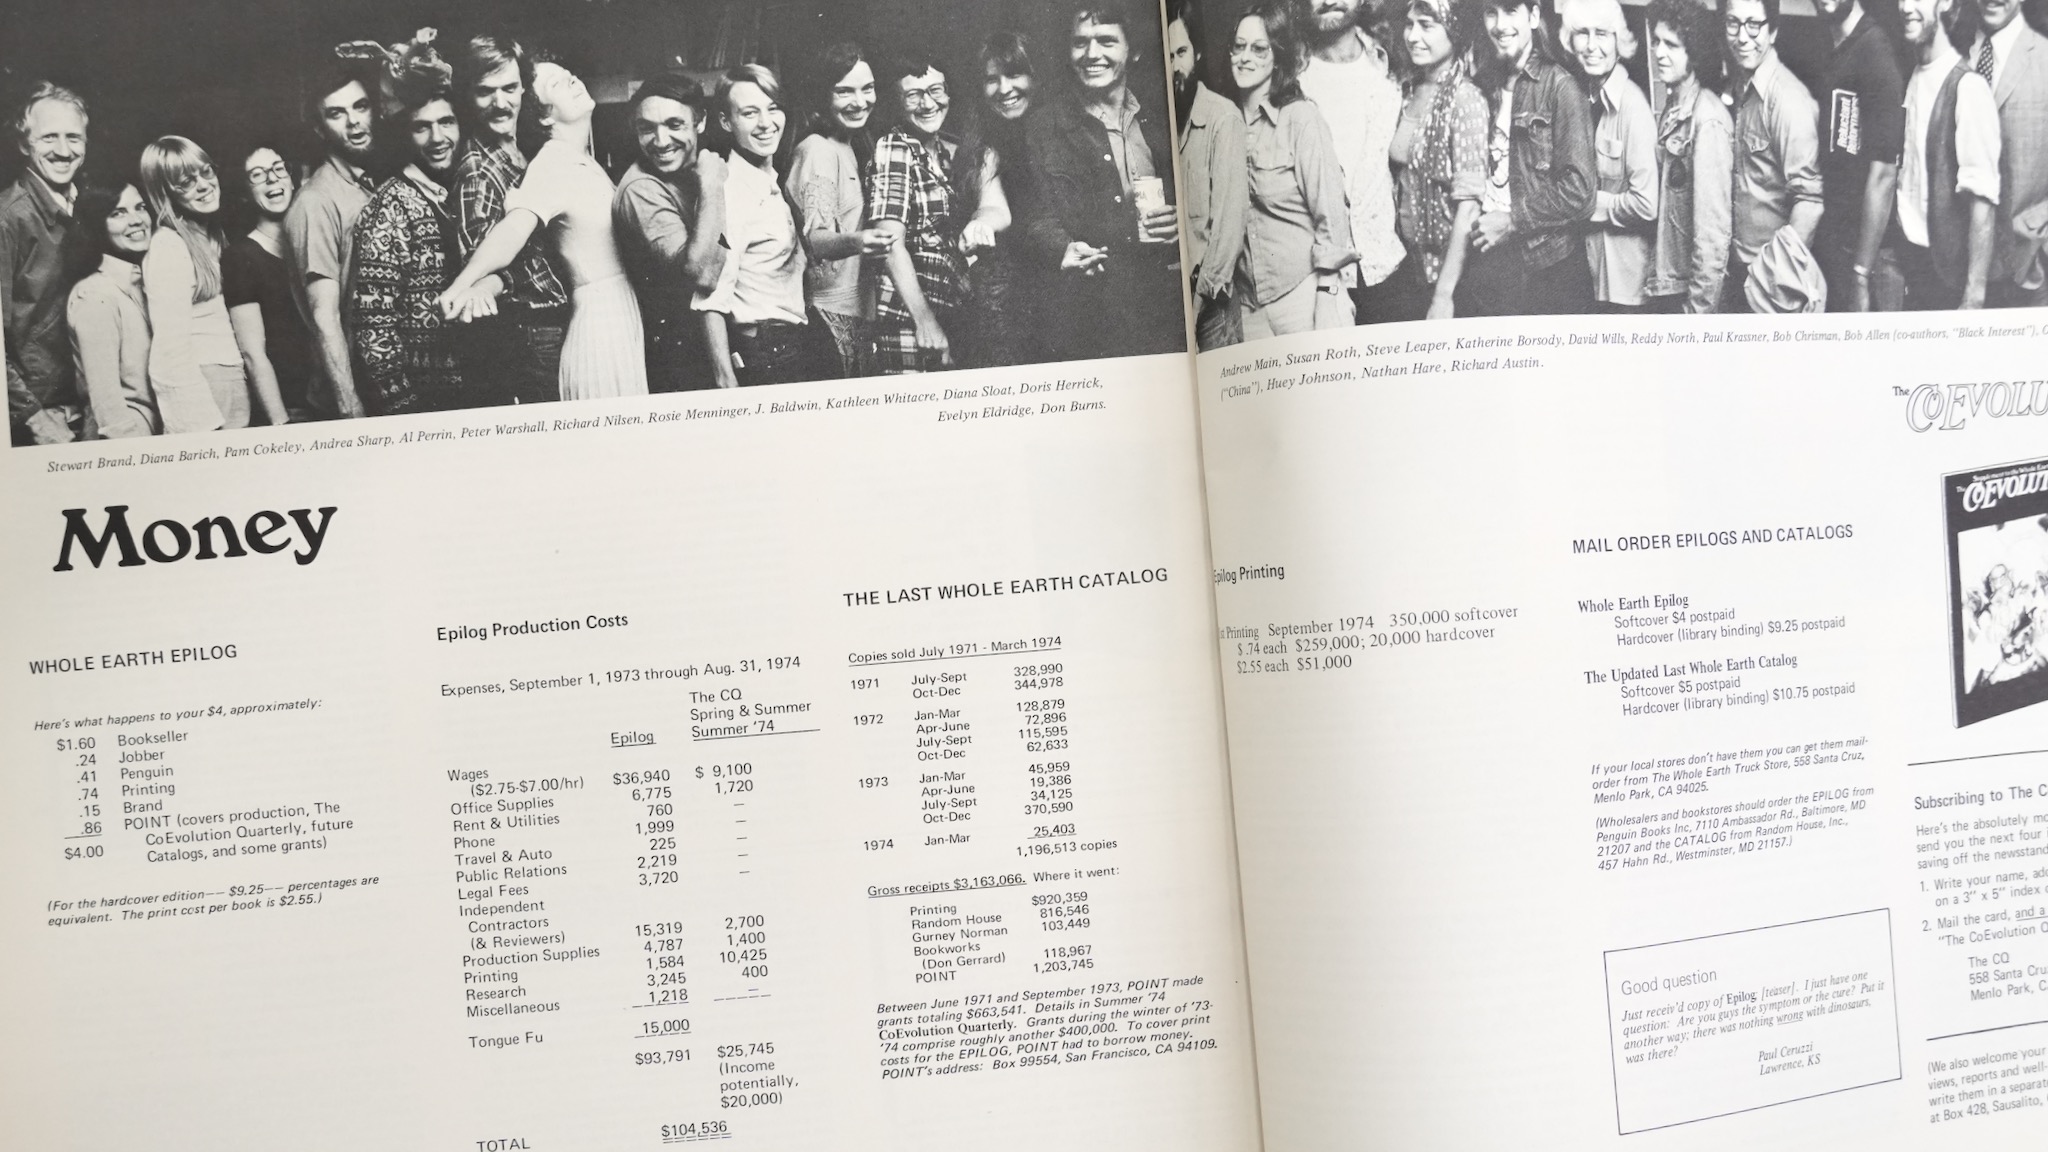 Stewart Brand, Diana Barich, Pam Cokeley, Andrea Sharp, Al Perrin, Peter Warshall, Richard Nilsen, Rosie Menninger, J. Baldwin, Kathleen Whitacre, Diana Sloat, Doris Herrick,
Evelyn Eldridge, Don Burns.
Money
WHOLE EARTH EPILOG
Here's what happens to your $4, approximately:
$1.60 Bookseller
.24 Jobber
.41 Penguin
.74 Printing
.15 Brand
.86 POINT (covers production, The
CoEvolution Quarterly, future
$4.00 Catalogs, and some grants)
(For the hardcover edition—— $9.25—— percentages are
equivalent. The print cost per book is $2.55.)
Epilog Production Costs
Expenses, September 1, 1973 through Aug. 31, 1974
The CQ
Spring & Summer
Epilog Summer '74
Wages
($2.75-$7.00/hr) $36,940 $ 9,100
Office Supplies 6,775 1,720
Rent & Utilities 760 —
Phone 1,999 —
Travel & Auto 225 —
Public Relations 2,219 —
Legal Fees 3,720 —
Independent
Contractors
(& Reviewers) 15,319 2,700
Production Supplies 4,787 1,400
Printing 1,584 10,425
Research 3,245 400
Miscellaneous 1,218 —
Tongue Fu 15,000
$93,791 $25,745
(Income
potentially,
$20,000)
TOTAL $104,536
THE LAST WHOLE EARTH CATALOG
Copies sold July 1971 - March 1974
1971 July-Sept 328,990
Oct-Dec 344,978
1972 Jan-Mar 128,879
Apr-June 72,896
July-Sept 115,595
Oct-Dec 62,633
1973 Jan-Mar 45,959
Apr-June 19,386
July-Sept 34,125
Oct-Dec 370,590
1974 Jan-Mar 25,403
1,196,513 copies
Gross receipts $3,163,066. Where it went:
Printing $920,359
Random House 816,546
Gurney Norman 103,449
Bookworks
(Don Gerrard) 118,967
POINT 1,203,745
Between June 1971 and September 1973, POINT made
grants totaling $663,541. Details in Summer '74
CoEvolution Quarterly. Grants during the winter of '73-
'74 comprise roughly another $400,000. To cover print
costs for the EPILOG, POINT had to borrow money.
POINT's address: Box 99554, San Francisco, CA 94109.
Andrew Main, Susan Roth, Steve Leaper, Katherine Borsody, David Wills, Reddy North, Paul Krassner, Bob Chrisman, Bob Allen (co-authors, "Black Interest"),
("China"), Huey Johnson, Nathan Hare, Richard Austin.
Epilog Printing
Printing September 1974 350,000 softcover
$.74 each $259,000; 20,000 hardcover
$2.55 each $51,000
MAIL ORDER EPILOGS AND CATALOGS
Whole Earth Epilog
Softcover $4 postpaid
Hardcover (library binding) $9.25 postpaid
The Updated Last Whole Earth Catalog
Softcover $5 postpaid
Hardcover (library binding) $10.75 postpaid
If your local stores don't have them you can get them mail-
order from The Whole Earth Truck Store, 558 Santa Cruz,
Menlo Park, CA 94025.
(Wholesalers and bookstores should order the EPILOG from
Penguin Books Inc, 7110 Ambassador Rd., Baltimore, MD
21207 and the CATALOG from Random House, Inc.,
457 Hahn Rd., Westminster, MD 21157.)
Good question
Just receiv'd copy of Epilog [teaser]. I just have one
question: Are you guys the symptom or the cure? Put it
another way; there was nothing wrong with dinosaurs,
was there?
Paul Ceruzzi
Lawrence, KS
The COEVOLU
The COEVOLUT
Subscribing to The C
Here's the absolutely mo
send you the next four i
saving off the newsstand
1. Write your name, add
on a 3" x 5" index c
2. Mail the card, and a
"The CoEvolution Q
The CQ
558 Santa Cru
Menlo Park, C
(We also welcome your
views, reports and well-
write them in a separat
at Box 428, Sausalito,